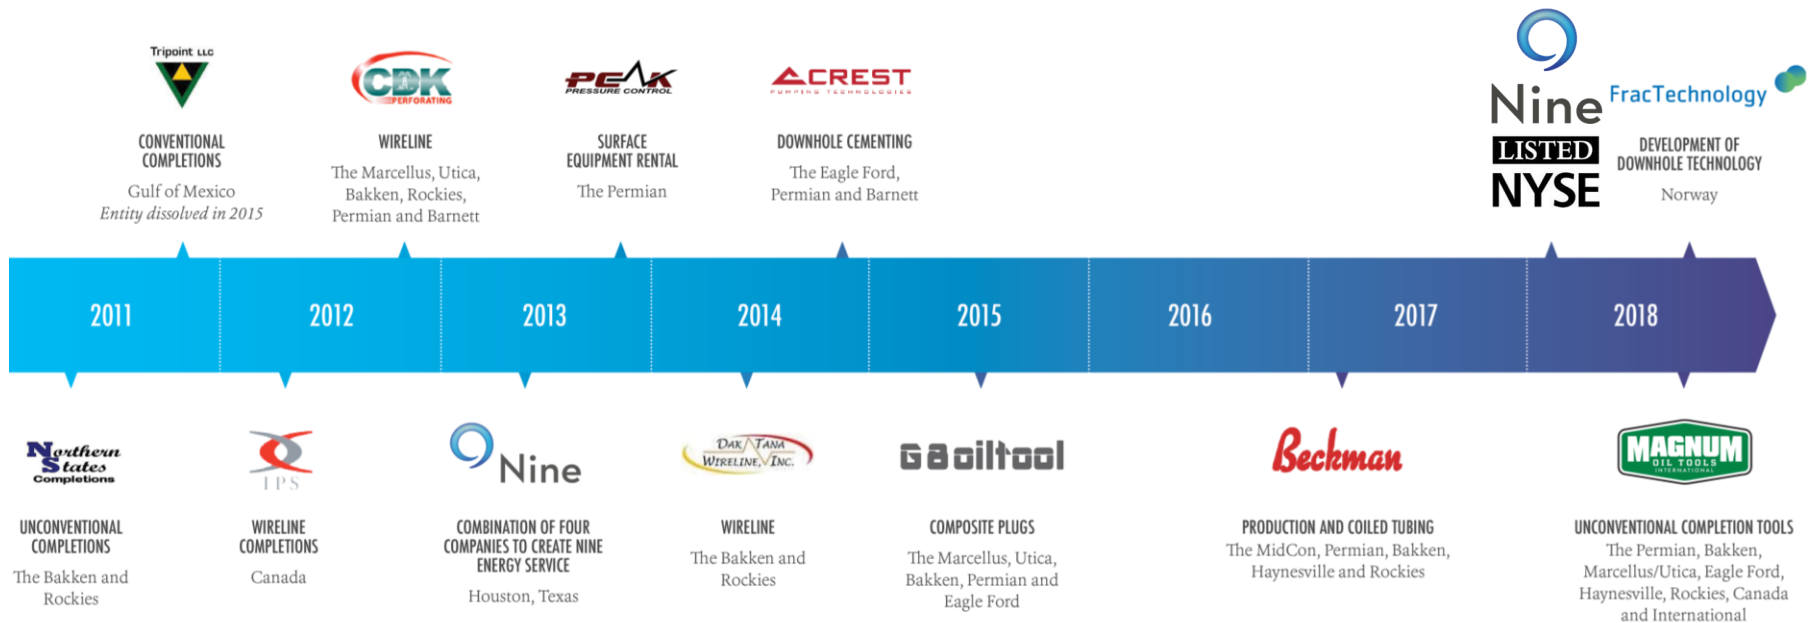 Tripoint LLC
CONVENTIONAL
COMPLETIONS
Gulf of Mexico
Entity dissolved in 2015
CDK
PERFORATING
WIRELINE
The Marcellus, Utica,
Bakken, Rockies,
Permian and Barnett
PEAK
PRESSURE CONTROL
SURFACE
EQUIPMENT RENTAL
The Permian
CREST
PUMPING TECHNOLOGIES
DOWNHOLE CEMENTING
The Eagle Ford,
Permian and Barnett
Nine
LISTED
NYSE
FracTechnology
DEVELOPMENT OF
DOWNHOLE TECHNOLOGY
Norway
2011 2012 2013 2014 2015 2016 2017 2018
Northern
States
Completions
UNCONVENTIONAL
COMPLETIONS
The Bakken and
Rockies
IPS
WIRELINE
COMPLETIONS
Canada
Nine
COMBINATION OF FOUR
COMPANIES TO CREATE NINE
ENERGY SERVICE
Houston, Texas
DAK TANA
WIRELINE, INC.
WIRELINE
The Bakken and
Rockies
G8oiltool
COMPOSITE PLUGS
The Marcellus, Utica,
Bakken, Permian and
Eagle Ford
Beckman
PRODUCTION AND COILED TUBING
The MidCon, Permian, Bakken,
Haynesville and Rockies
MAGNUM
OIL TOOLS
INTERNATIONAL
UNCONVENTIONAL COMPLETION TOOLS
The Permian, Bakken,
Marcellus/Utica, Eagle Ford,
Haynesville, Rockies, Canada
and International